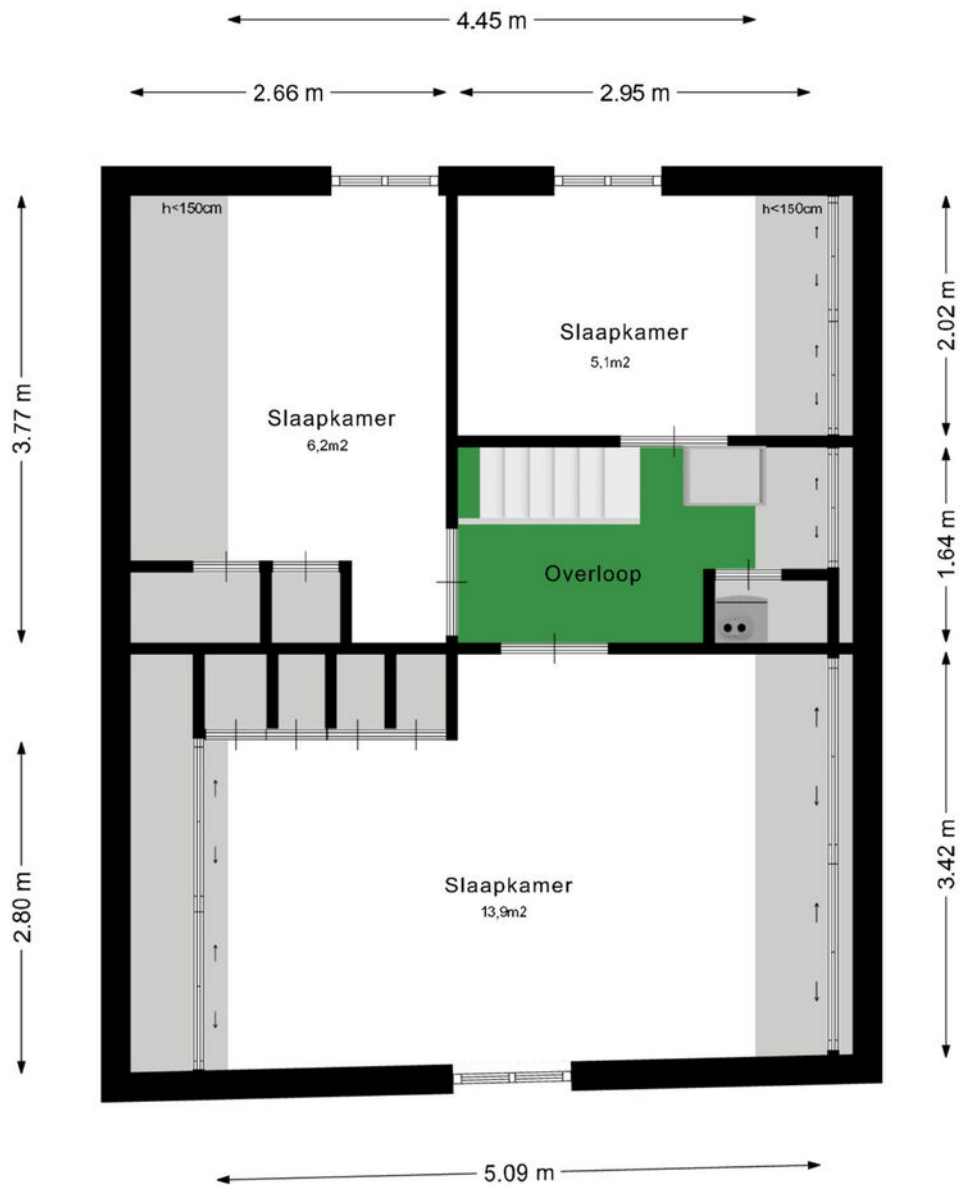 4.45 m
2.66 m
2.95 m
h<150cm
h<150cm
3.77 m
2.02 m
Slaapkamer
5,1m2
Slaapkamer
6,2m2
1.64 m
Overloop
2.80 m
3.42 m
Slaapkamer
13,9m2
5.09 m